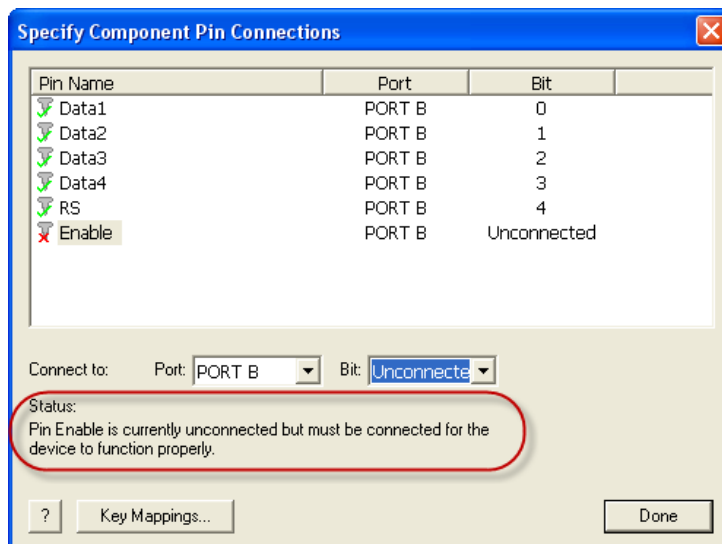 Specify Component Pin Connections
Pin Name Port Bit
Data1 PORT B 0
Data2 PORT B 1
Data3 PORT B 2
Data4 PORT B 3
RS PORT B 4
Enable PORT B Unconnected
Connect to: Port: PORT B Bit: Unconnecte
Status:
Pin Enable is currently unconnected but must be connected for the
device to function properly.
? Key Mappings... Done